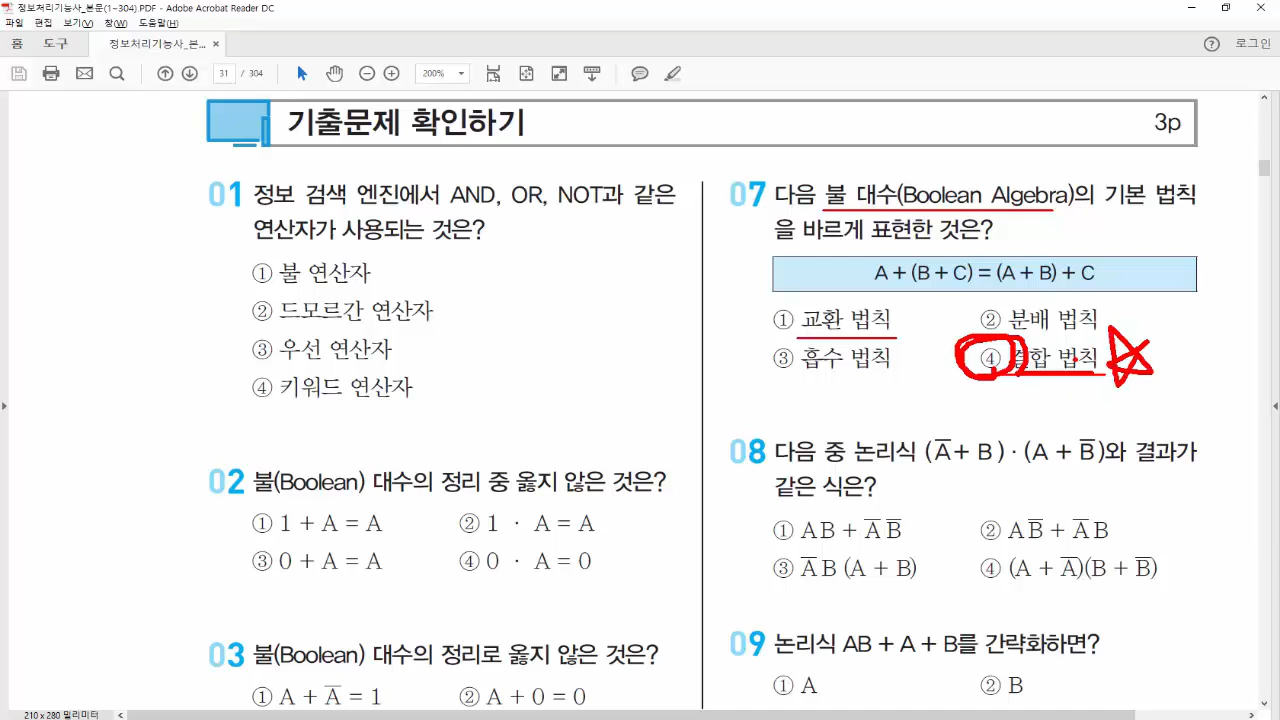 정보처리기능사_본문(1~304).PDF - Adobe Acrobat Reader DC
파일 편집 보기(V) 창(W) 도움말(H)
홈 도구 정보처리기능사_본... × 로그인
31 / 304 200%
기출문제 확인하기 3p
01 정보 검색 엔진에서 AND, OR, NOT과 같은
연산자가 사용되는 것은?
① 불 연산자
② 드모르간 연산자
③ 우선 연산자
④ 키워드 연산자
02 불(Boolean) 대수의 정리 중 옳지 않은 것은?
① 1 + A = A ② 1 · A = A
③ 0 + A = A ④ 0 · A = 0
03 불(Boolean) 대수의 정리로 옳지 않은 것은?
① A + A̅ = 1 ② A + 0 = 0
07 다음 불 대수(Boolean Algebra)의 기본 법칙
을 바르게 표현한 것은?
A + (B + C) = (A + B) + C
① 교환 법칙 ② 분배 법칙
③ 흡수 법칙 ④ 결합 법칙
08 다음 중 논리식 (A̅ + B ) · (A + B̅)와 결과가
같은 식은?
① A B + A̅ B̅ ② A B̅ + A̅ B
③ A̅ B (A + B) ④ (A + A̅)(B + B̅)
09 논리식 AB + A + B를 간략화하면?
① A ② B
210 x 280 밀리미터